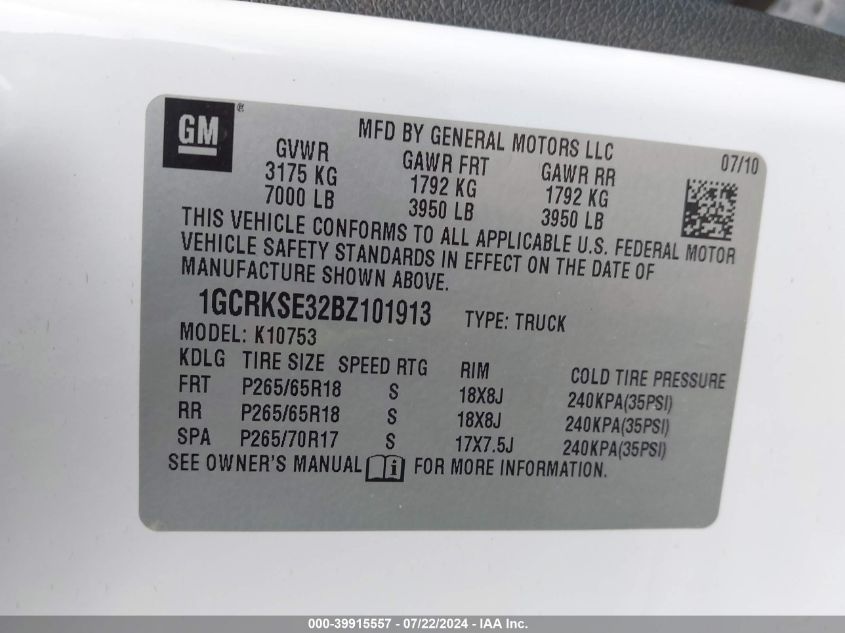 GM ®
MFD BY GENERAL MOTORS LLC
07/10
GVWR GAWR FRT GAWR RR
3175 KG 1792 KG 1792 KG
7000 LB 3950 LB 3950 LB
THIS VEHICLE CONFORMS TO ALL APPLICABLE U.S. FEDERAL MOTOR
VEHICLE SAFETY STANDARDS IN EFFECT ON THE DATE OF
MANUFACTURE SHOWN ABOVE.
1GCRKSE32BZ101913 TYPE: TRUCK
MODEL: K10753
KDLG TIRE SIZE SPEED RTG RIM COLD TIRE PRESSURE
FRT P265/65R18 S 18X8J 240KPA(35PSI)
RR P265/65R18 S 18X8J 240KPA(35PSI)
SPA P265/70R17 S 17X7.5J 240KPA(35PSI)
SEE OWNER'S MANUAL i FOR MORE INFORMATION.
000-39915557 - 07/22/2024 - IAA Inc.